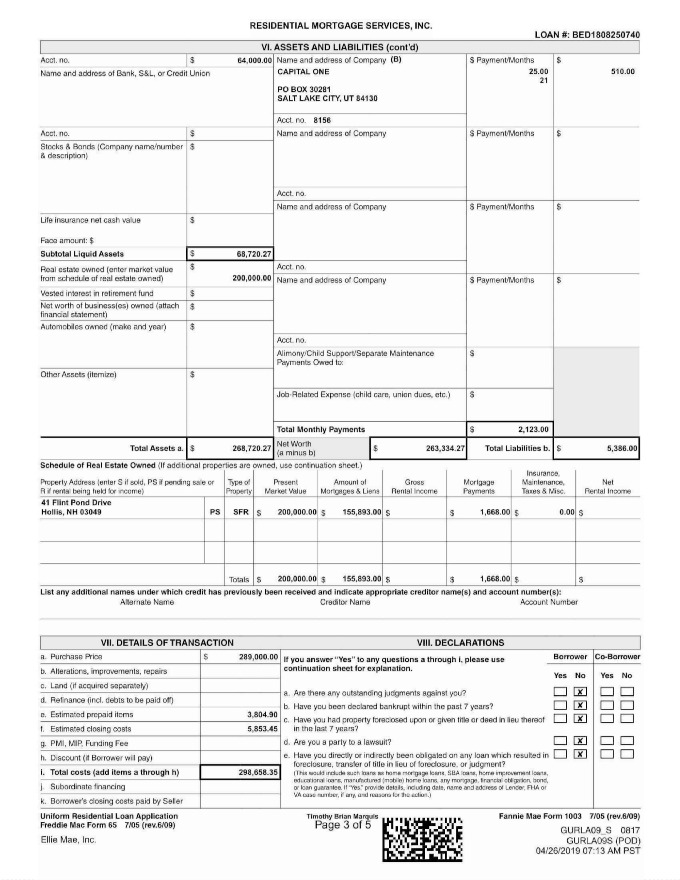 RESIDENTIAL MORTGAGE SERVICES, INC.
LOAN #: BED1808250740
VI. ASSETS AND LIABILITIES (cont'd)
Acct. no. $ 64,000.00 Name and address of Company (B) $ Payment/Months $
Name and address of Bank, S&L, or Credit Union CAPITAL ONE 25.00 510.00
21
PO BOX 30281
SALT LAKE CITY, UT 84130
Acct. no. 8156
Acct. no. $ Name and address of Company $ Payment/Months $
Stocks & Bonds (Company name/number $
& description)
Acct. no.
Name and address of Company $ Payment/Months $
Life insurance net cash value $
Face amount: $
Subtotal Liquid Assets $ 68,720.27
Real estate owned (enter market value $ Acct. no.
from schedule of real estate owned) 200,000.00 Name and address of Company $ Payment/Months $
Vested interest in retirement fund $
Net worth of business(es) owned (attach $
financial statement)
Automobiles owned (make and year) $
Acct. no.
Alimony/Child Support/Separate Maintenance $
Payments Owed to:
Other Assets (itemize) $
Job-Related Expense (child care, union dues, etc.) $
Total Monthly Payments $ 2,123.00
Total Assets a. $ 268,720.27 Net Worth $ 263,334.27 Total Liabilities b. $ 5,386.00
(a minus b)
Schedule of Real Estate Owned (If additional properties are owned, use continuation sheet.)
Insurance,
Property Address (enter S if sold, PS if pending sale or Type of Present Amount of Gross Mortgage Maintenance, Net
R if rental being held for income) Property Market Value Mortgages & Liens Rental Income Payments Taxes & Misc. Rental Income
41 Flint Pond Drive
Hollis, NH 03049 PS SFR $ 200,000.00 $ 155,893.00 $ $ 1,668.00 $ 0.00 $
Totals $ 200,000.00 $ 155,893.00 $ $ 1,668.00 $ $
List any additional names under which credit has previously been received and indicate appropriate creditor name(s) and account number(s):
Alternate Name Creditor Name Account Number
VII. DETAILS OF TRANSACTION VIII. DECLARATIONS
a. Purchase Price $ 289,000.00 If you answer "Yes" to any questions a through i, please use Borrower Co-Borrower
b. Alterations, improvements, repairs continuation sheet for explanation. Yes No Yes No
c. Land (if acquired separately)
d. Refinance (incl. debts to be paid off) a. Are there any outstanding judgments against you? X
e. Estimated prepaid items 3,804.90 b. Have you been declared bankrupt within the past 7 years? X
f. Estimated closing costs 5,853.45 c. Have you had property foreclosed upon or given title or deed in lieu thereof X
in the last 7 years?
g. PMI, MIP, Funding Fee d. Are you a party to a lawsuit? X
h. Discount (if Borrower will pay) e. Have you directly or indirectly been obligated on any loan which resulted in X
foreclosure, transfer of title in lieu of foreclosure, or judgment?
i. Total costs (add items a through h) 298,658.35 (This would include such loans as home mortgage loans, SBA loans, home improvement loans,
educational loans, manufactured (mobile) home loans, any mortgage, financial obligation, bond,
j. Subordinate financing or loan guarantee. If "Yes," provide details, including date, name and address of Lender, FHA or
VA case number, if any, and reasons for the action.)
k. Borrower's closing costs paid by Seller
Uniform Residential Loan Application Timothy Brian Marquis Fannie Mae Form 1003 7/05 (rev.6/09)
Freddie Mac Form 65 7/05 (rev.6/09) Page 3 of 5
Ellie Mae, Inc. GURLA09_S 0817
GURLA09S (POD)
04/26/2019 07:13 AM PST